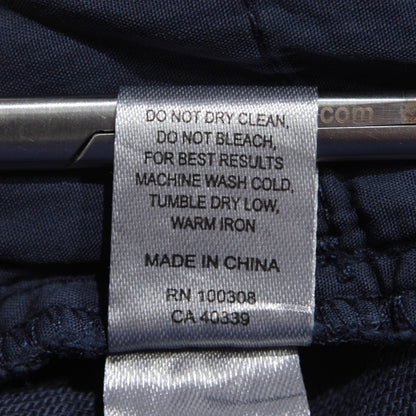 DO NOT DRY CLEAN,
DO NOT BLEACH,
FOR BEST RESULTS
MACHINE WASH COLD,
TUMBLE DRY LOW,
WARM IRON
MADE IN CHINA
RN 100308
CA 40339
com